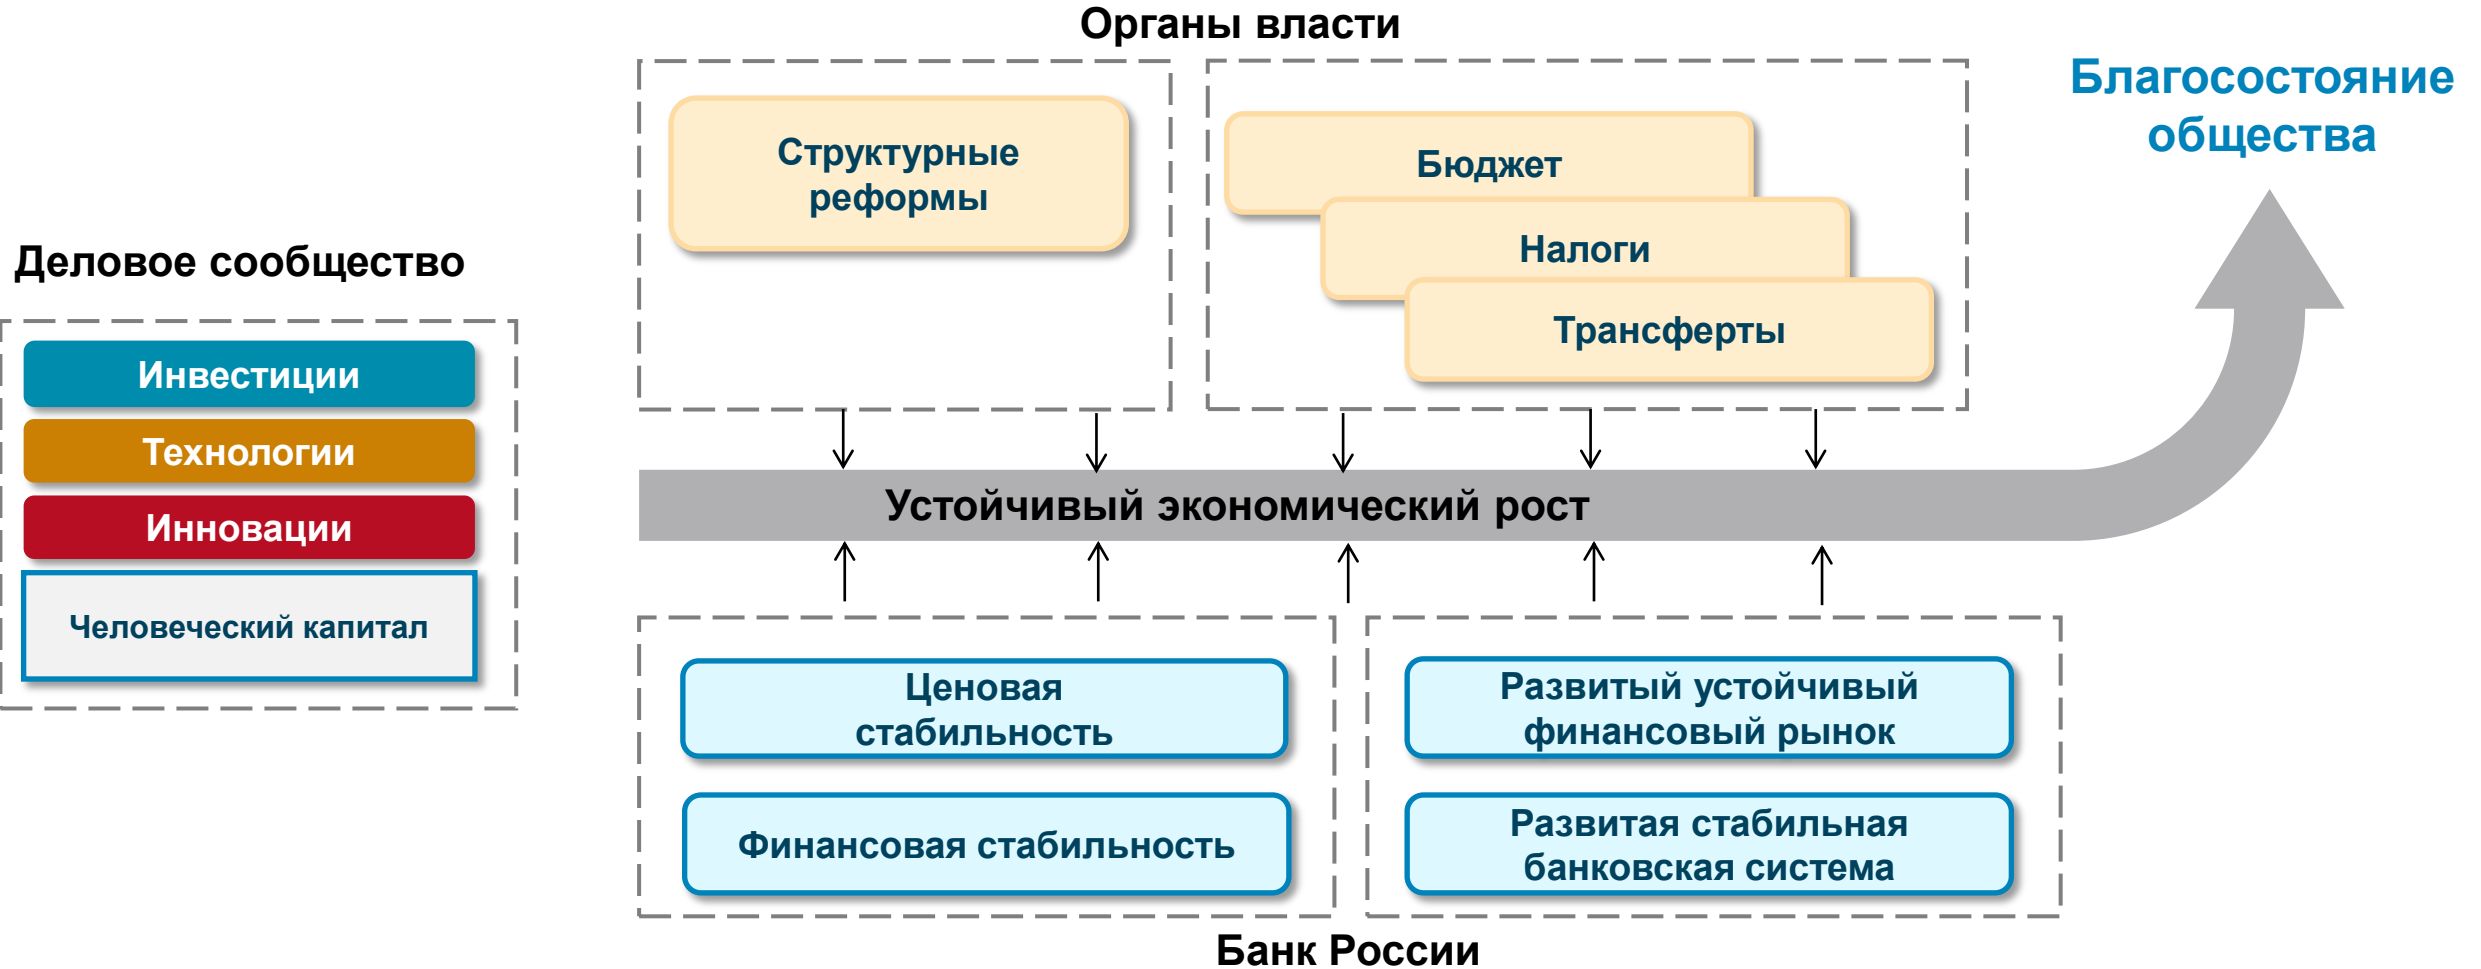 Органы власти
Благосостояние
общества
Структурные
реформы
Бюджет
Налоги
Трансферты
Деловое сообщество
Инвестиции
Технологии
Инновации
Человеческий капитал
Устойчивый экономический рост
Ценовая
стабильность
Финансовая стабильность
Развитый устойчивый
финансовый рынок
Развитая стабильная
банковская система
Банк России